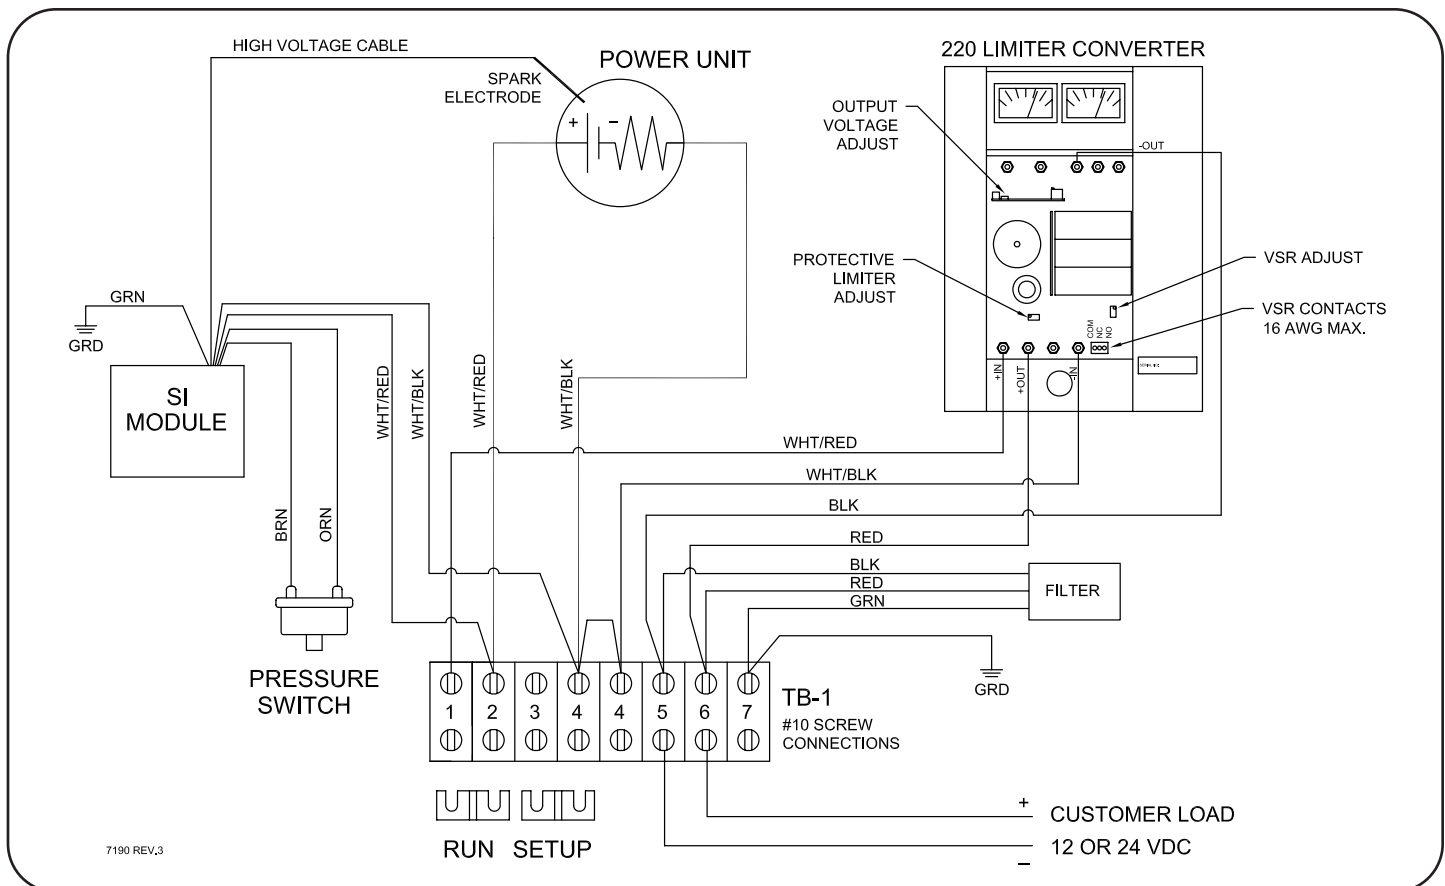 HIGH VOLTAGE CABLE
SPARK
ELECTRODE
POWER UNIT
+ −
220 LIMITER CONVERTER
OUTPUT
VOLTAGE
ADJUST
-OUT
PROTECTIVE
LIMITER
ADJUST
VSR ADJUST
VSR CONTACTS
16 AWG MAX.
COM
NC
NO
+IN
+OUT
-IN
GRN
GRD
SI
MODULE
WHT/RED
WHT/BLK
WHT/RED
WHT/BLK
BRN
ORN
PRESSURE
SWITCH
WHT/RED
WHT/BLK
BLK
RED
BLK
RED
GRN
FILTER
GRD
1 2 3 4 4 5 6 7
TB-1
#10 SCREW
CONNECTIONS
RUN SETUP
+
CUSTOMER LOAD
12 OR 24 VDC
−
7190 REV.3